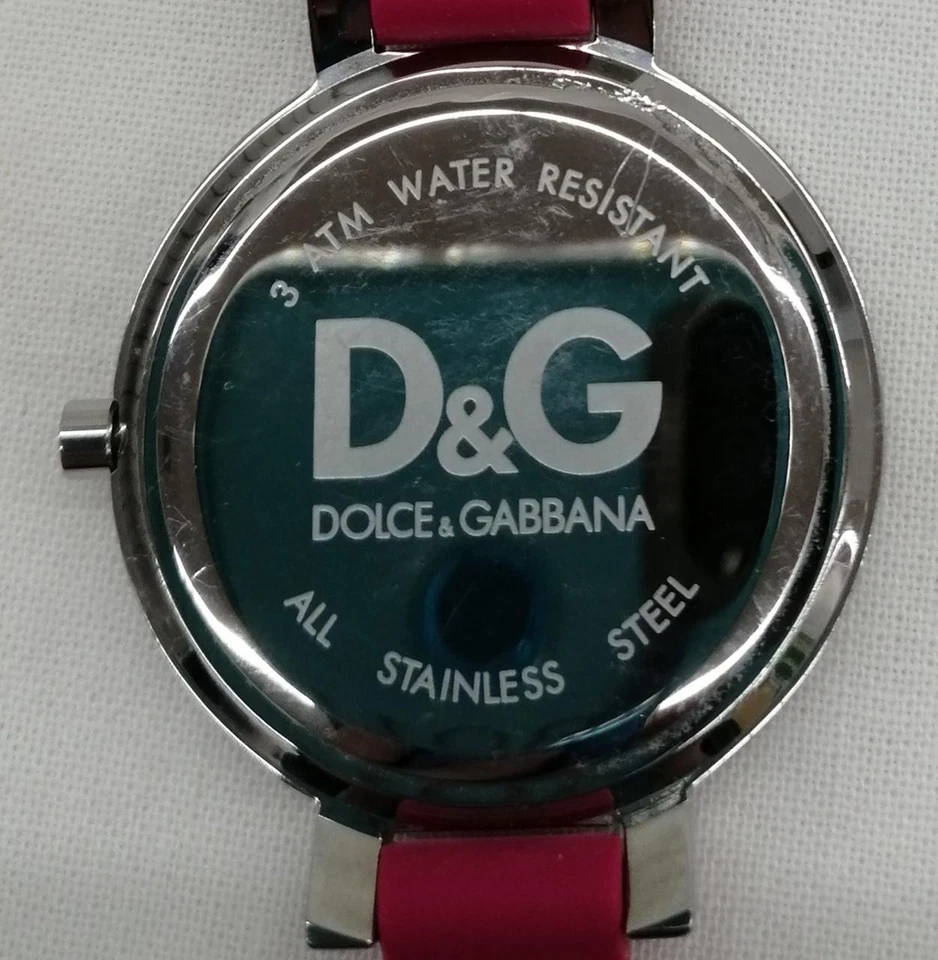 3 ATM WATER RESISTANT
D&G
DOLCE & GABBANA
ALL STAINLESS STEEL